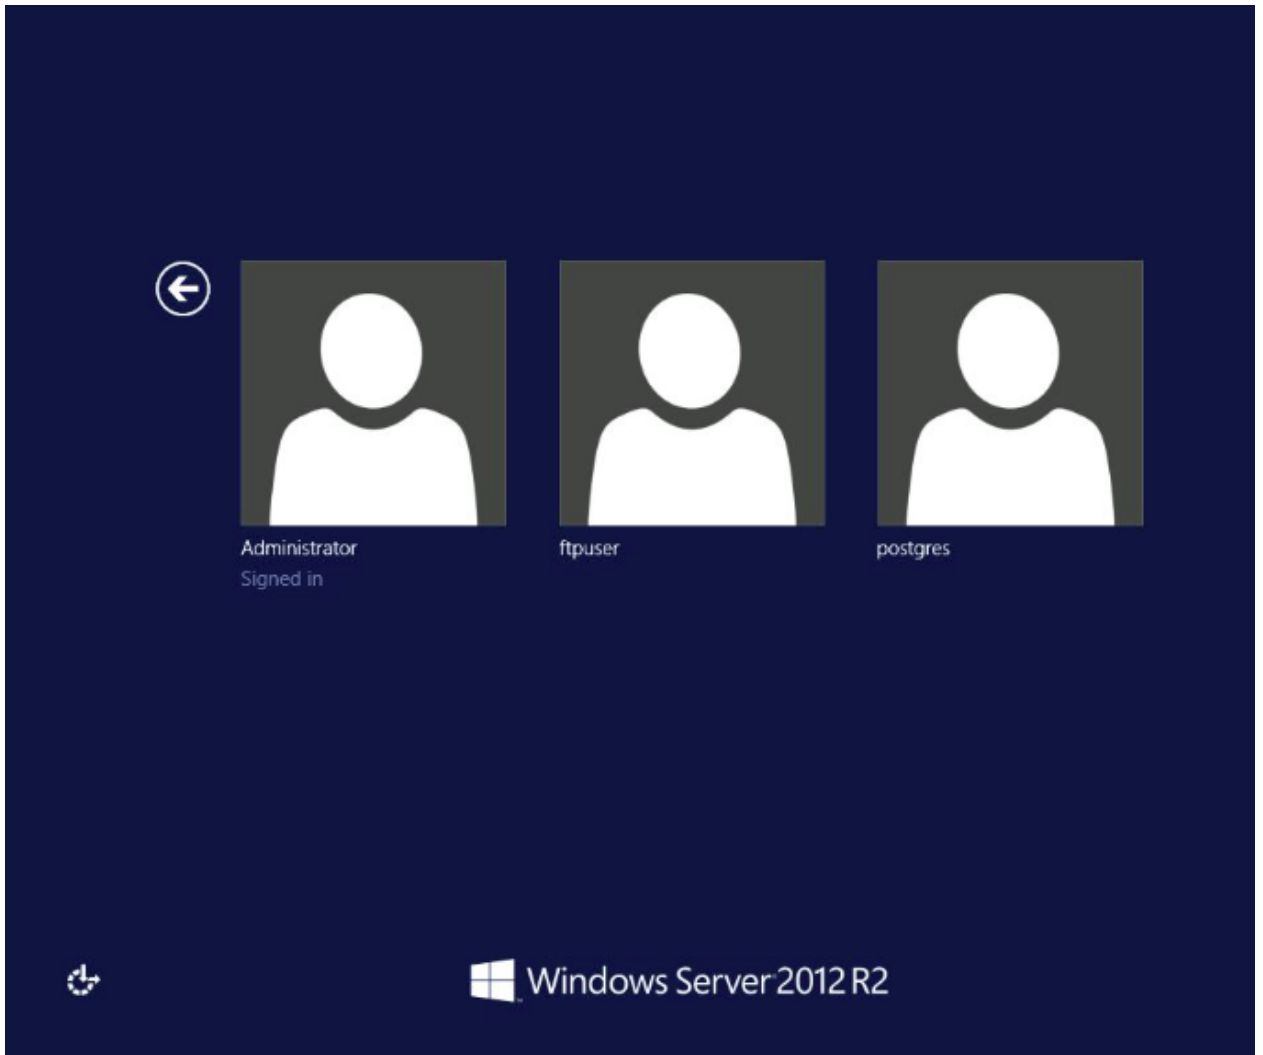 Administrator
Signed in
ftpuser
postgres
Windows Server 2012 R2